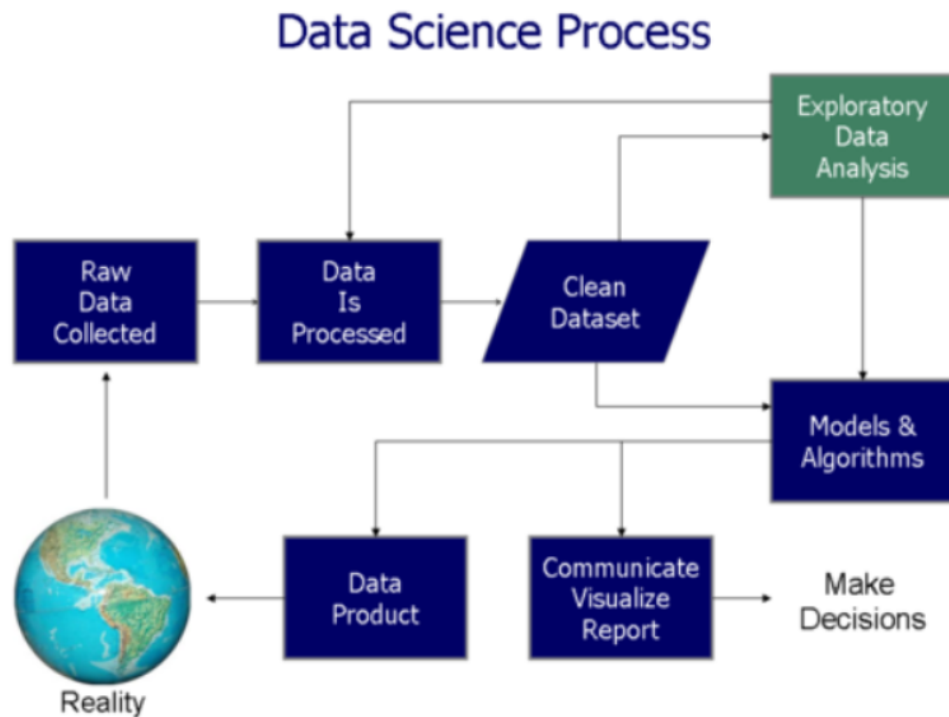 Data Science Process
Exploratory
Data
Analysis
Raw
Data
Collected
Data
Is
Processed
Clean
Dataset
Models &
Algorithms
Data
Product
Communicate
Visualize
Report
Make
Decisions
Reality